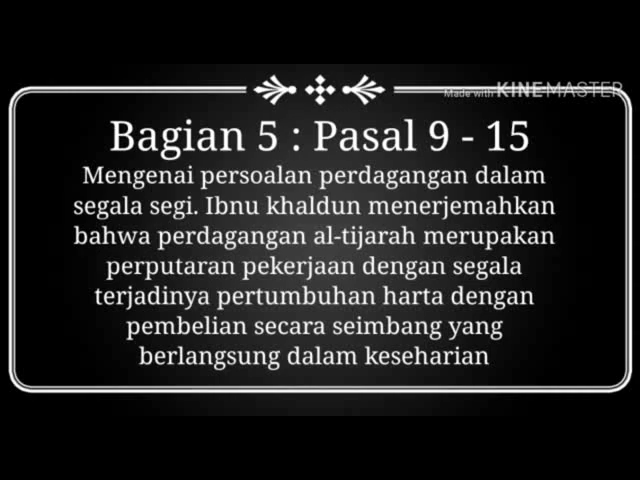 Made with KINEMASTER
Bagian 5 : Pasal 9 - 15
Mengenai persoalan perdagangan dalam
segala segi. Ibnu khaldun menerjemahkan
bahwa perdagangan al-tijarah merupakan
perputaran pekerjaan dengan segala
terjadinya pertumbuhan harta dengan
pembelian secara seimbang yang
berlangsung dalam keseharian